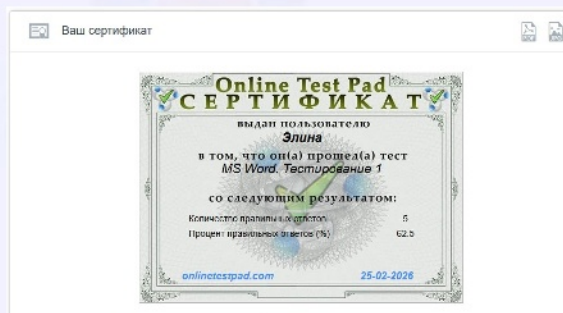 Ваш сертификат
Online Test Pad
СЕРТИФИКАТ
выдан пользователю
Элина
в том, что он(а) прошел(а) тест
MS Word. Тестирование 1
со следующим результатом:
Количество правильных ответов 5
Процент правильных ответов (%) 62.5
onlinetestpad.com 25-02-2026